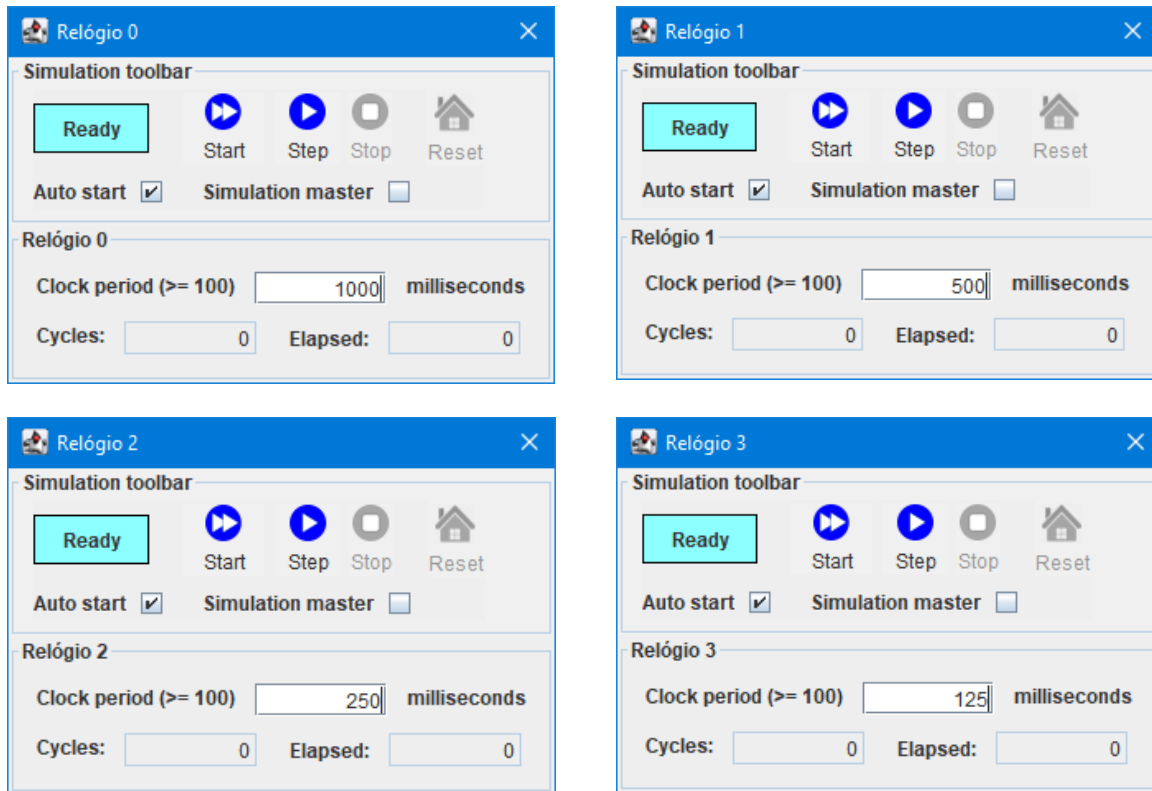 Relógio 0
Simulation toolbar
Ready
Start Step Stop Reset
Auto start Simulation master
Relógio 0
Clock period (>= 100) 1000 milliseconds
Cycles: 0 Elapsed: 0
Relógio 1
Simulation toolbar
Ready
Start Step Stop Reset
Auto start Simulation master
Relógio 1
Clock period (>= 100) 500 milliseconds
Cycles: 0 Elapsed: 0
Relógio 2
Simulation toolbar
Ready
Start Step Stop Reset
Auto start Simulation master
Relógio 2
Clock period (>= 100) 250 milliseconds
Cycles: 0 Elapsed: 0
Relógio 3
Simulation toolbar
Ready
Start Step Stop Reset
Auto start Simulation master
Relógio 3
Clock period (>= 100) 125 milliseconds
Cycles: 0 Elapsed: 0